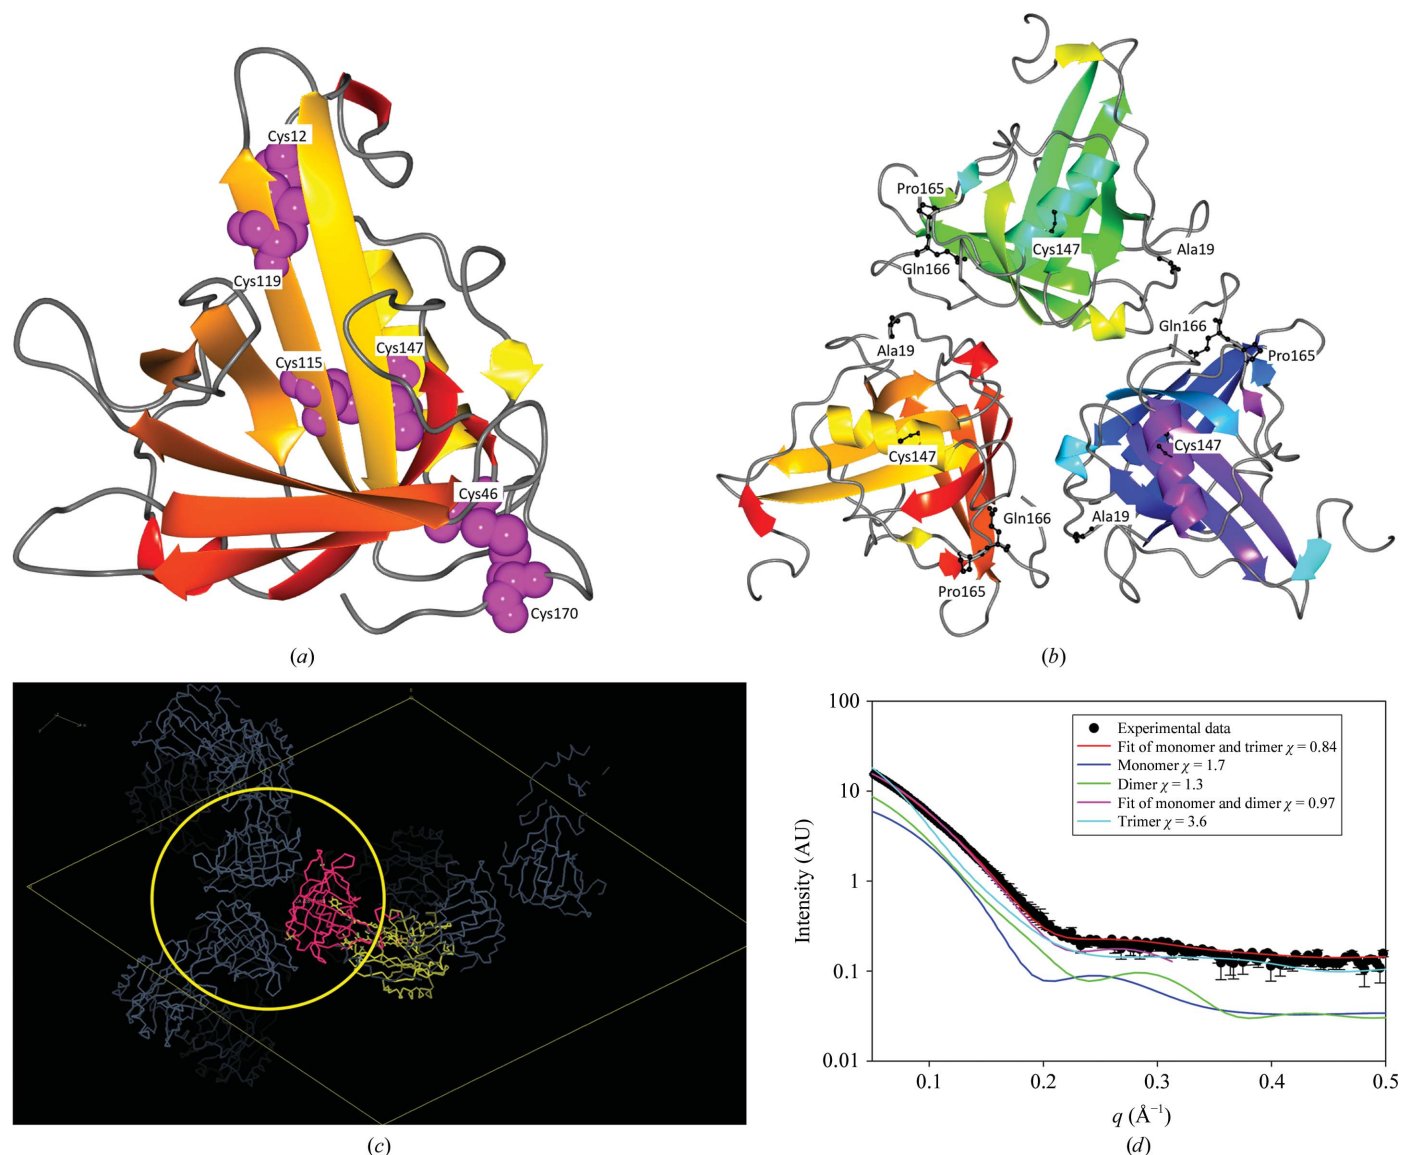 Cys12
Cys119
Cys115
Cys147
Cys46
Cys170
(a)
Pro165
Gln166
Cys147
Ala19
Ala19
Cys147
Gln166
Pro165
Gln166
Pro165
Cys147
Ala19
(b)
(c)
100
10
1
0.1
0.01
Intensity (AU)
Experimental data
Fit of monomer and trimer χ = 0.84
Monomer χ = 1.7
Dimer χ = 1.3
Fit of monomer and dimer χ = 0.97
Trimer χ = 3.6
0.1 0.2 0.3 0.4 0.5
q (Å⁻¹)
(d)